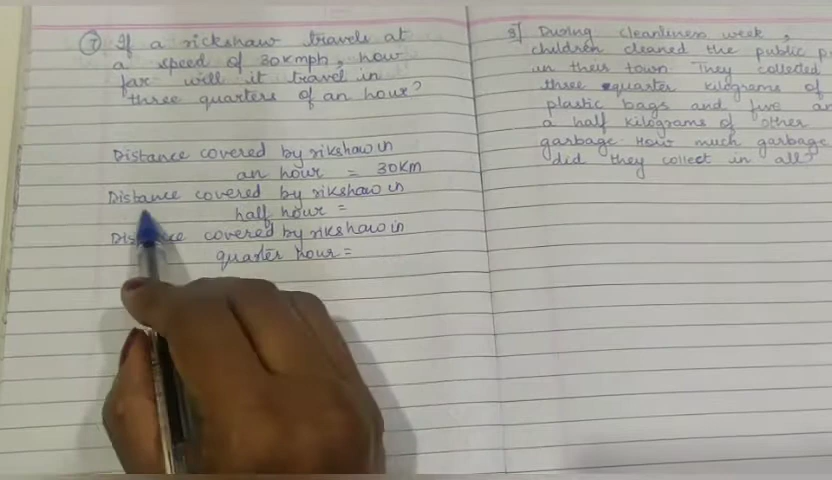 7 If a rickshaw travels at
a speed of 30kmph, how
far will it travel in
three quarters of an hour?
Distance covered by rikshaw in
an hour = 30KM
Distance covered by rikshaw in
half hour =
covered by rikshaw in
quarter hour =
8] During cleanliness week,
children cleaned the public
in their town They collected
three quarter kilograms of
plastic bags and five
a half kilograms of other
garbage How much garbage
did they collect in all?